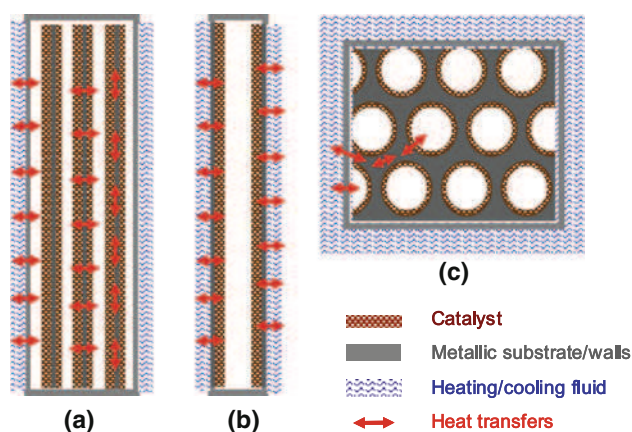 (a)
(b)
(c)
Catalyst
Metallic substrate/walls
Heating/cooling fluid
Heat transfers